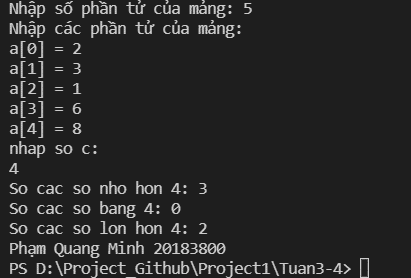 Nhập số phần tử của mảng: 5
Nhập các phần tử của mảng:
a[0] = 2
a[1] = 3
a[2] = 1
a[3] = 6
a[4] = 8
nhap so c:
4
So cac so nho hon 4: 3
So cac so bang 4: 0
So cac so lon hon 4: 2
Phạm Quang Minh 20183800
PS D:\Project_Github\Project1\Tuan3-4>